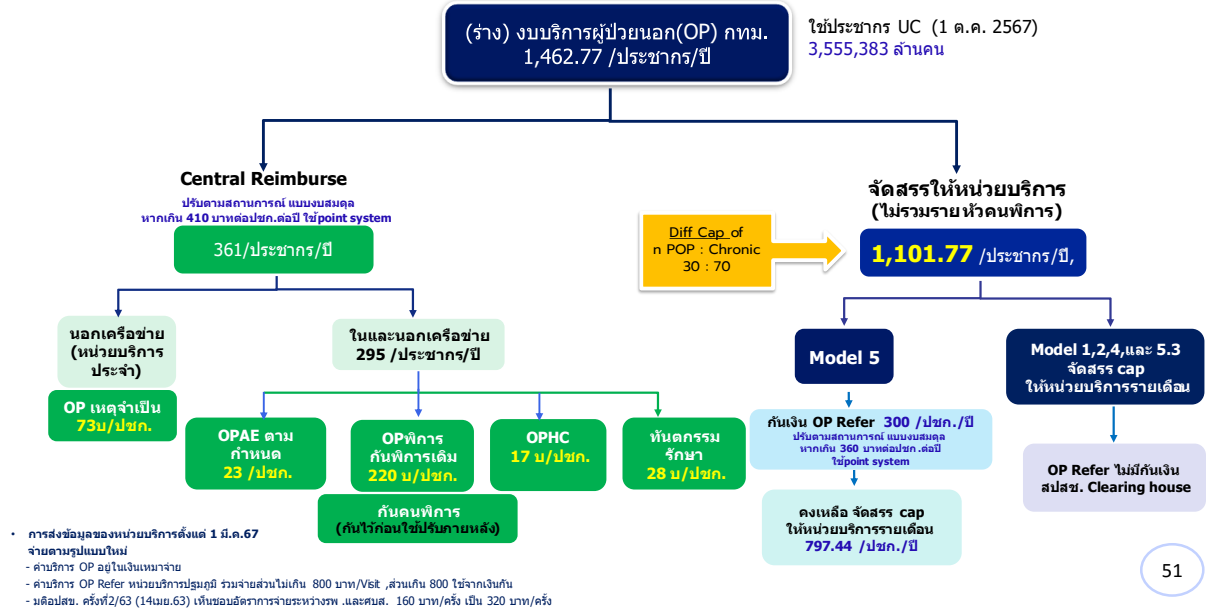 (ร่าง) งบบริการผู้ป่วยนอก(OP) กทม.
1,462.77 /ประชากร/ปี
ใช้ประชากร UC (1 ต.ค. 2567)
3,555,383 ล้านคน
Central Reimburse
ปรับตามสถานการณ์ แบบงบสมดุล
หากเกิน 410 บาทต่อปชก.ต่อปี ใช้point system
361/ประชากร/ปี
จัดสรรให้หน่วยบริการ
(ไม่รวมรายหัวคนพิการ)
Diff Cap of
n POP : Chronic
30 : 70
1,101.77 /ประชากร/ปี,
นอกเครือข่าย
(หน่วยบริการ
ประจำ)
OP เหตุจำเป็น
73บ/ปชก.
ในและนอกเครือข่าย
295 /ประชากร/ปี
OPAE ตาม
กำหนด
23 /ปชก.
OPพิการ
กันพิการเดิม
220 บ/ปชก.
OPHC
17 บ/ปชก.
ทันตกรรม
รักษา
28 บ/ปชก.
กันคนพิการ
(กันไว้ก่อนใช้ปรับภายหลัง)
Model 5
กันเงิน OP Refer 300 /ปชก./ปี
ปรับตามสถานการณ์ แบบงบสมดุล
หากเกิน 360 บาทต่อปชก.ต่อปี
ใช้point system
คงเหลือ จัดสรร cap
ให้หน่วยบริการรายเดือน
797.44 /ปชก./ปี
Model 1,2,4,และ 5.3
จัดสรร cap
ให้หน่วยบริการรายเดือน
OP Refer ไม่มีกันเงิน
สปสช. Clearing house
• การส่งข้อมูลของหน่วยบริการตั้งแต่ 1 มี.ค.67
จ่ายตามรูปแบบใหม่
- ค่าบริการ OP อยู่ในเงินเหมาจ่าย
- ค่าบริการ OP Refer หน่วยบริการปฐมภูมิ ร่วมจ่ายส่วนไม่เกิน 800 บาท/Visit ,ส่วนเกิน 800 ใช้จากเงินกัน
- มติอปสข. ครั้งที่2/63 (14เมย.63) เห็นชอบอัตราการจ่ายระหว่างรพ .และศบส. 160 บาท/ครั้ง เป็น 320 บาท/ครั้ง
51